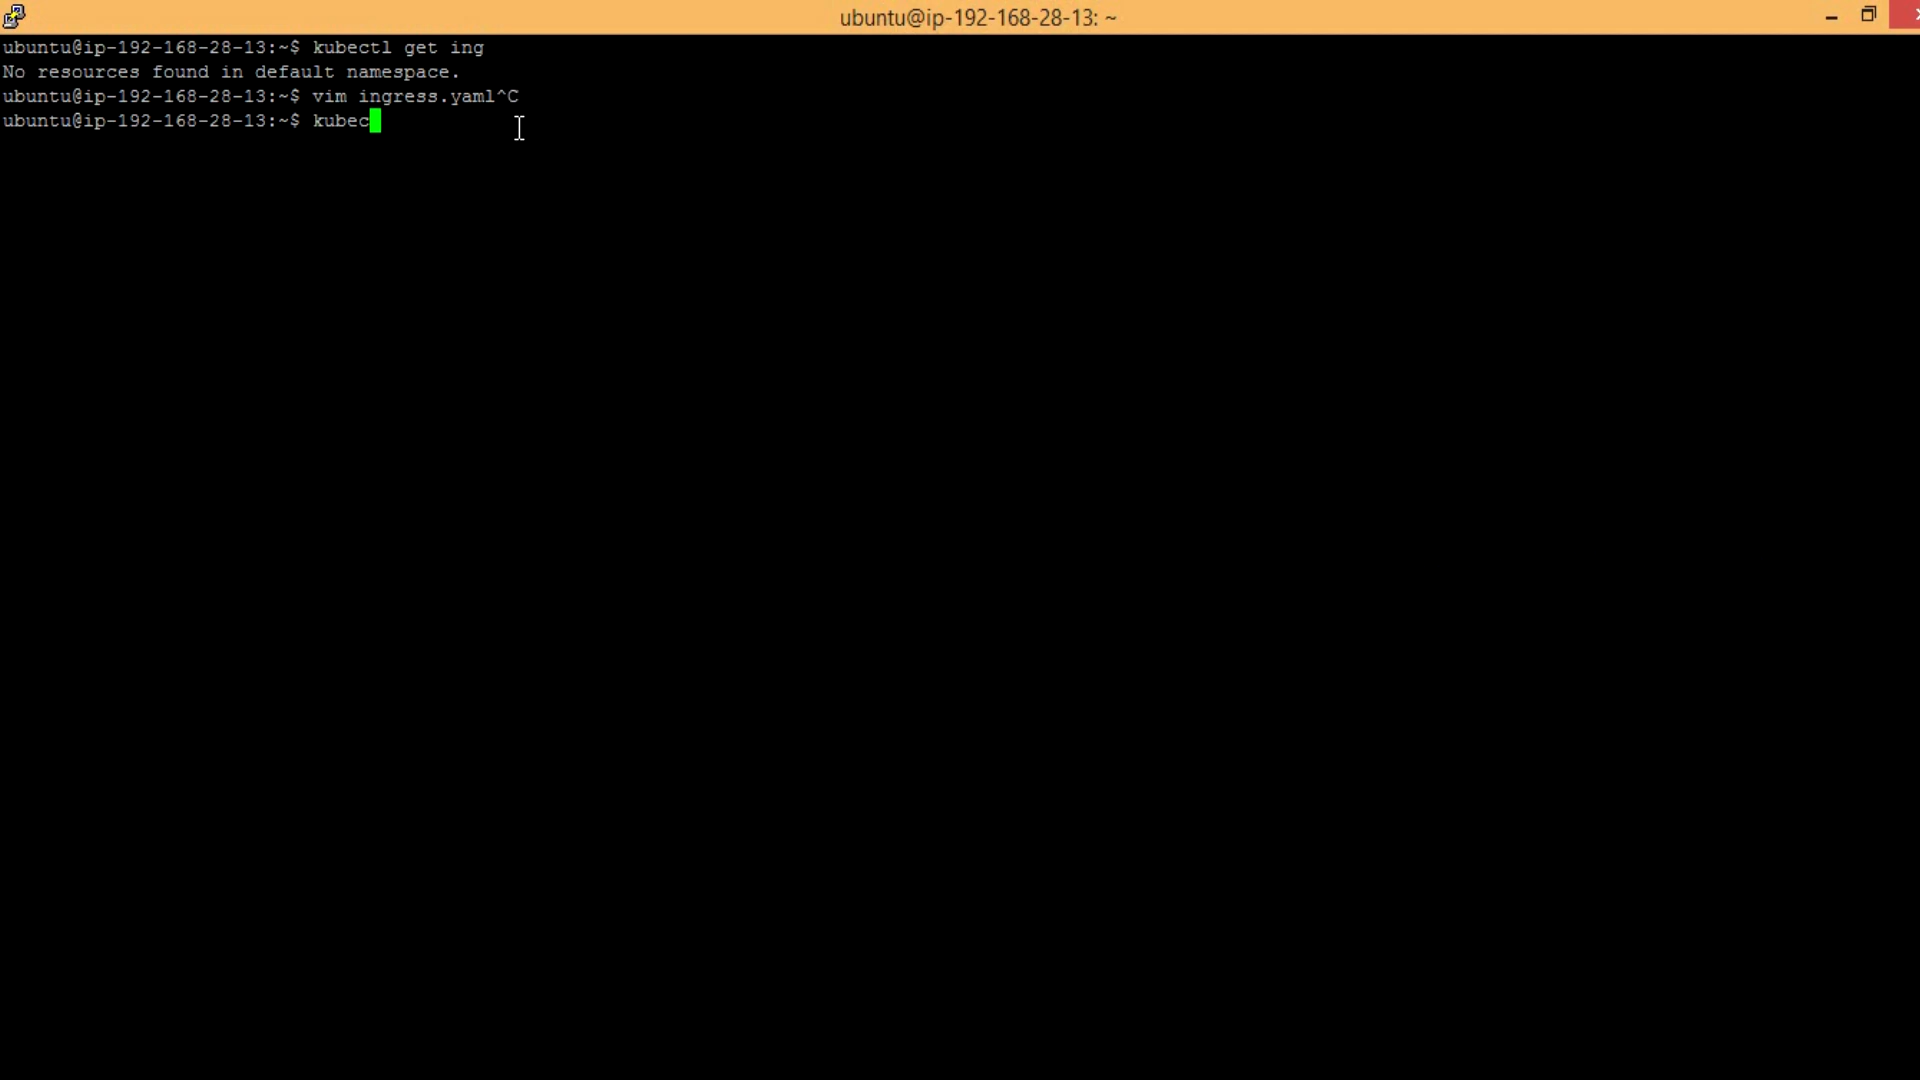 ubuntu@ip-192-168-28-13: ~
ubuntu@ip-192-168-28-13:~$ kubectl get ing
No resources found in default namespace.
ubuntu@ip-192-168-28-13:~$ vim ingress.yaml^C
ubuntu@ip-192-168-28-13:~$ kubec